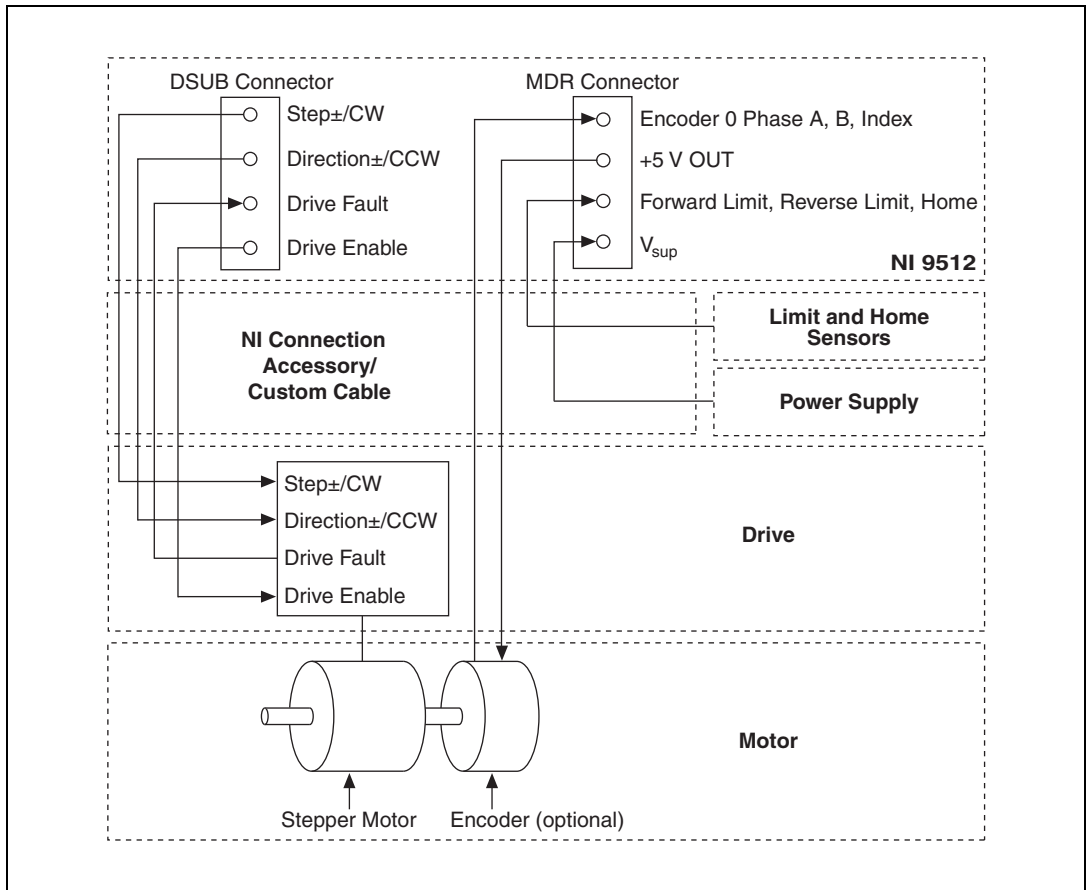 DSUB Connector
Step±/CW
Direction±/CCW
Drive Fault
Drive Enable
MDR Connector
Encoder 0 Phase A, B, Index
+5 V OUT
Forward Limit, Reverse Limit, Home
Vsup
NI 9512
NI Connection
Accessory/
Custom Cable
Limit and Home
Sensors
Power Supply
Step±/CW
Direction±/CCW
Drive Fault
Drive Enable
Drive
Motor
Stepper Motor
Encoder (optional)